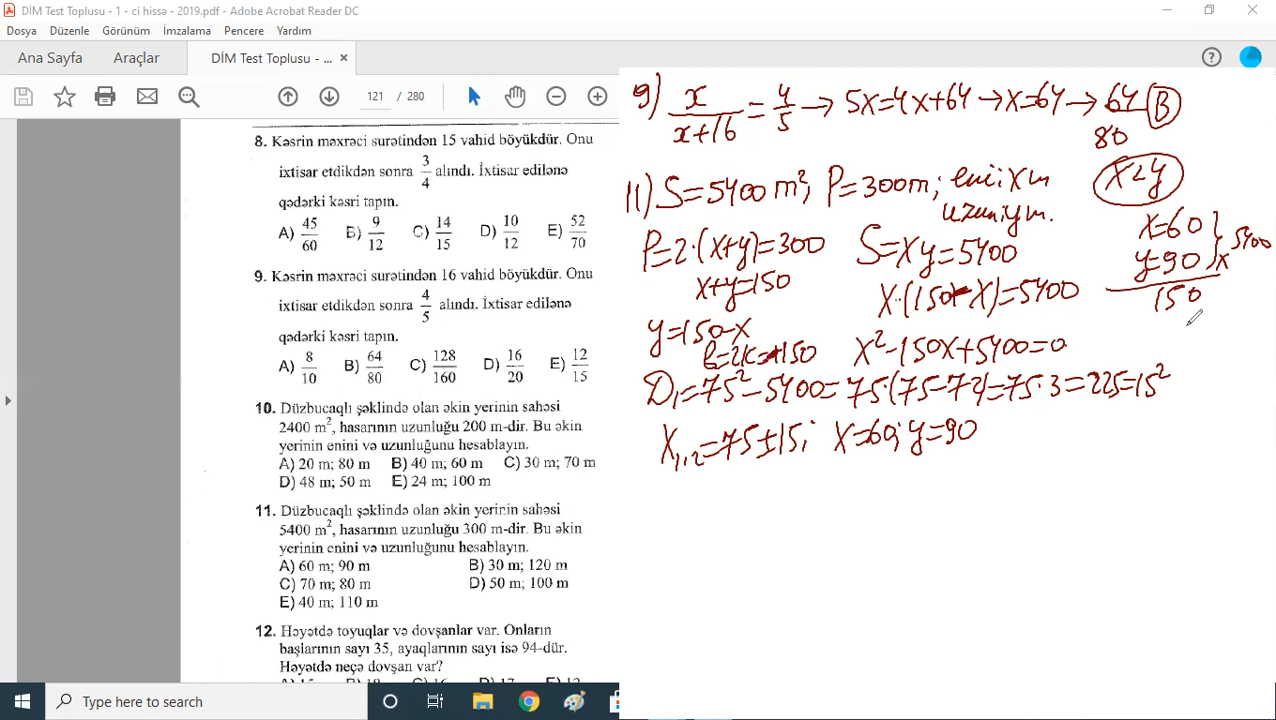 DİM Test Toplusu - 1 - ci hissə - 2019.pdf - Adobe Acrobat Reader DC
Dosya Düzenle Görünüm İmzalama Pencere Yardım
Ana Sayfa Araçlar DİM Test Toplusu - ... ×
121 / 280
8. Kəsrin məxrəci surətindən 15 vahid böyükdür. Onu
ixtisar etdikdən sonra 3/4 alındı. İxtisar edilənə
qədərki kəsri tapın.
A) 45/60 B) 9/12 C) 14/15 D) 10/12 E) 52/70
9. Kəsrin məxrəci surətindən 16 vahid böyükdür. Onu
ixtisar etdikdən sonra 4/5 alındı. İxtisar edilənə
qədərki kəsri tapın.
A) 8/10 B) 64/80 C) 128/160 D) 16/20 E) 12/15
10. Düzbucaqlı şəklində olan əkin yerinin sahəsi
2400 m², hasarının uzunluğu 200 m-dir. Bu əkin
yerinin enini və uzunluğunu hesablayın.
A) 20 m; 80 m B) 40 m; 60 m C) 30 m; 70 m
D) 48 m; 50 m E) 24 m; 100 m
11. Düzbucaqlı şəklində olan əkin yerinin sahəsi
5400 m², hasarının uzunluğu 300 m-dir. Bu əkin
yerinin enini və uzunluğunu hesablayın.
A) 60 m; 90 m B) 30 m; 120 m
C) 70 m; 80 m D) 50 m; 100 m
E) 40 m; 110 m
12. Həyətdə toyuqlar və dovşanlar var. Onların
başlarının sayı 35, ayaqlarının sayı isə 94-dür.
Həyətdə neçə dovşan var?
9) x/x+16 = 4/5 → 5x=4x+64 → x=64 → 64/80 B
11) S=5400 m²; P=300m; eni x m
uzun y m.
x<y
P=2·(x+y)=300 S=xy=5400
x+y=150 x·(150-x)=5400
y=150-x
b=2k=-150 x²-150x+5400=0
D₁=75²-5400=75·(75-72)=75·3=225=15²
x₁,₂=75±15; x=60; y=90
x=60
y=90 x 5400
150
Type here to search